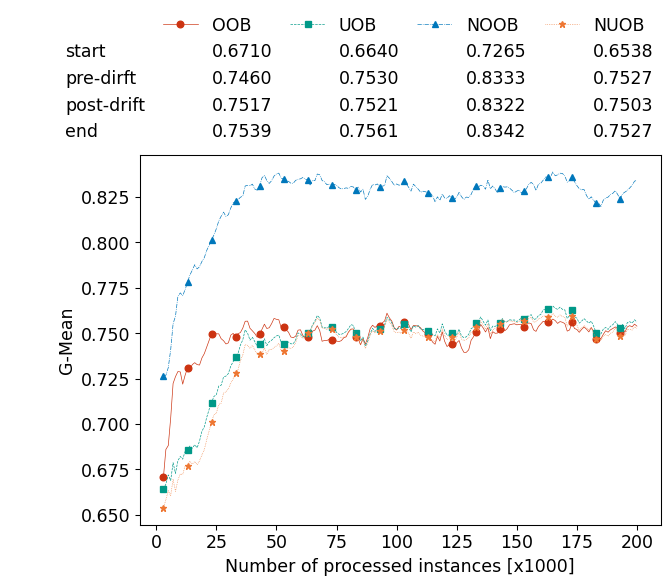 OOB UOB NOOB NUOB
start 0.6710 0.6640 0.7265 0.6538
pre-dirft 0.7460 0.7530 0.8333 0.7527
post-drift 0.7517 0.7521 0.8322 0.7503
end 0.7539 0.7561 0.8342 0.7527
0.825
0.800
0.775
0.750
0.725
0.700
0.675
0.650
G-Mean
0 25 50 75 100 125 150 175 200
Number of processed instances [x1000]